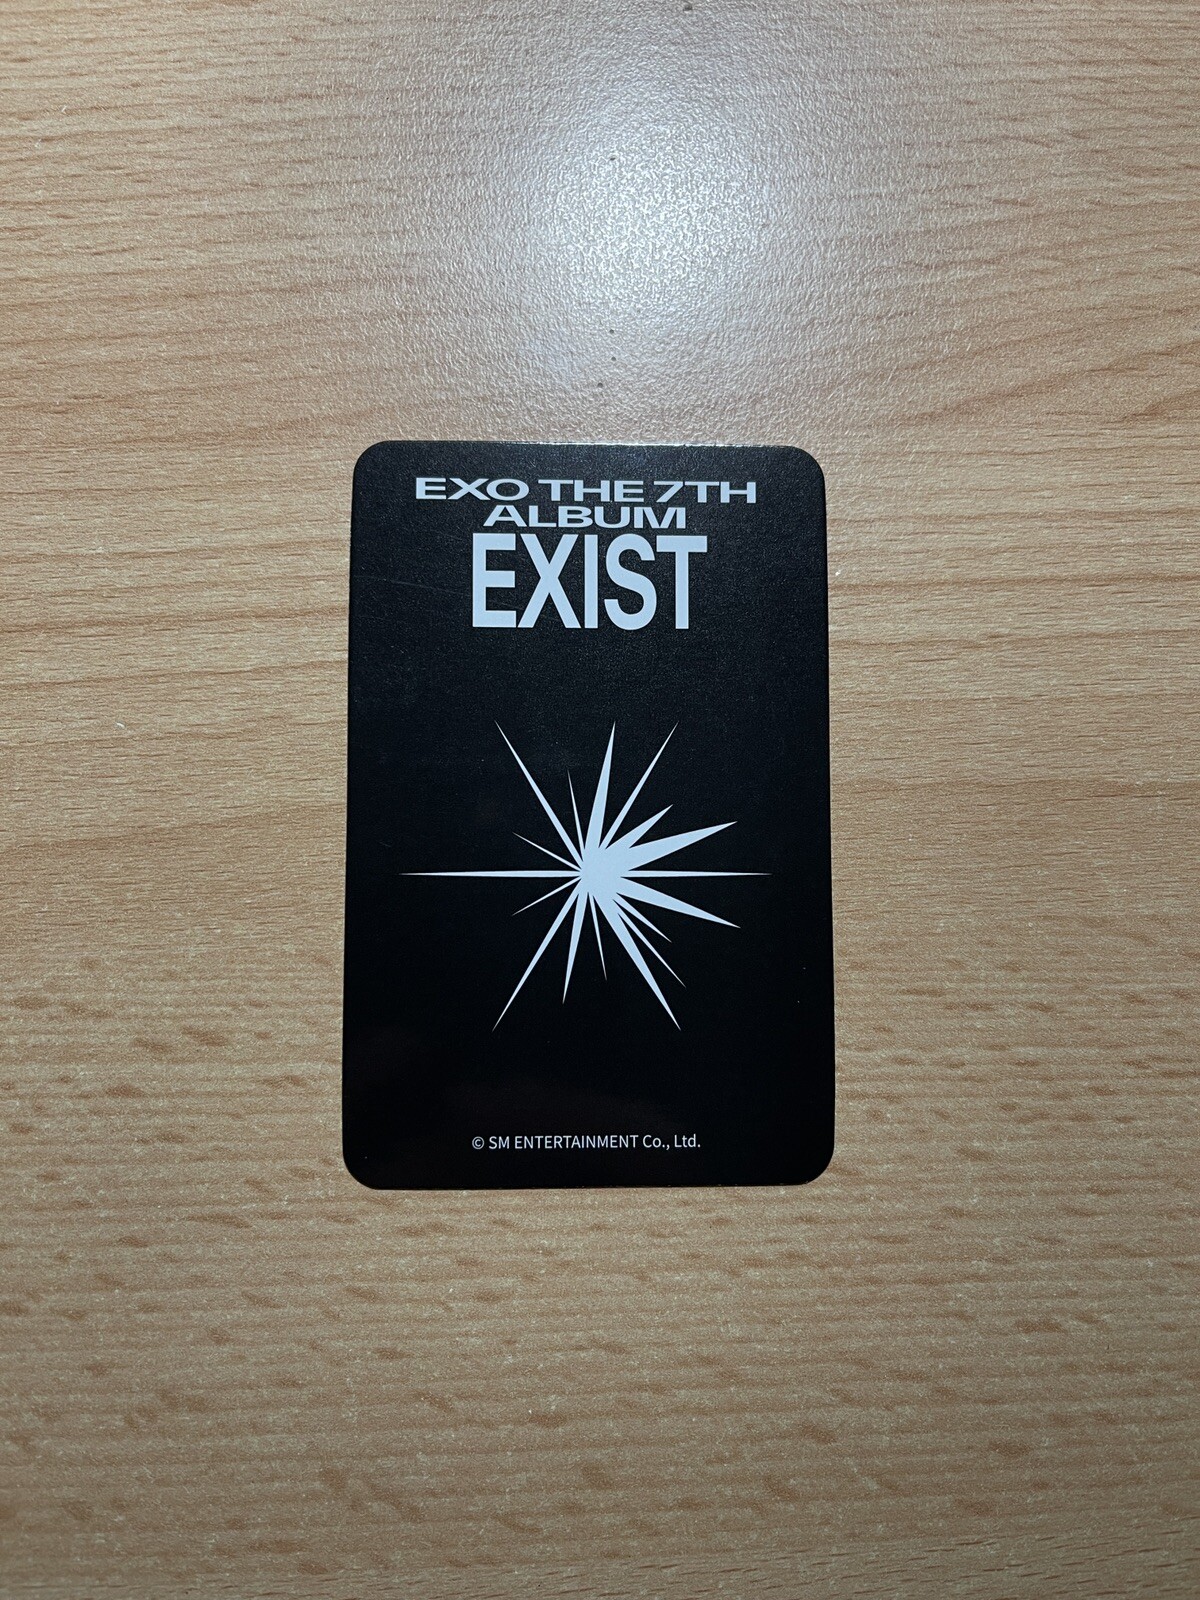 EXO THE 7TH
ALBUM
EXIST
© SM ENTERTAINMENT Co., Ltd.